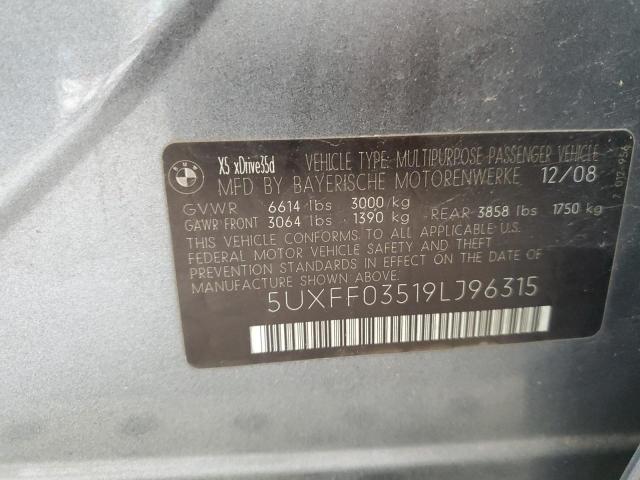 BMW
X5 xDrive35d VEHICLE TYPE: MULTIPURPOSE PASSENGER VEHICLE
MFD BY BAYERISCHE MOTORENWERKE 12/08
GVWR 6614 lbs 3000 kg
GAWR FRONT 3064 lbs 1390 kg - REAR 3858 lbs 1750 kg
THIS VEHICLE CONFORMS TO ALL APPLICABLE U.S.
FEDERAL MOTOR VEHICLE SAFETY AND THEFT
PREVENTION STANDARDS IN EFFECT ON THE DATE OF
MANUFACTURE SHOWN ABOVE.
5UXFF03519LJ96315